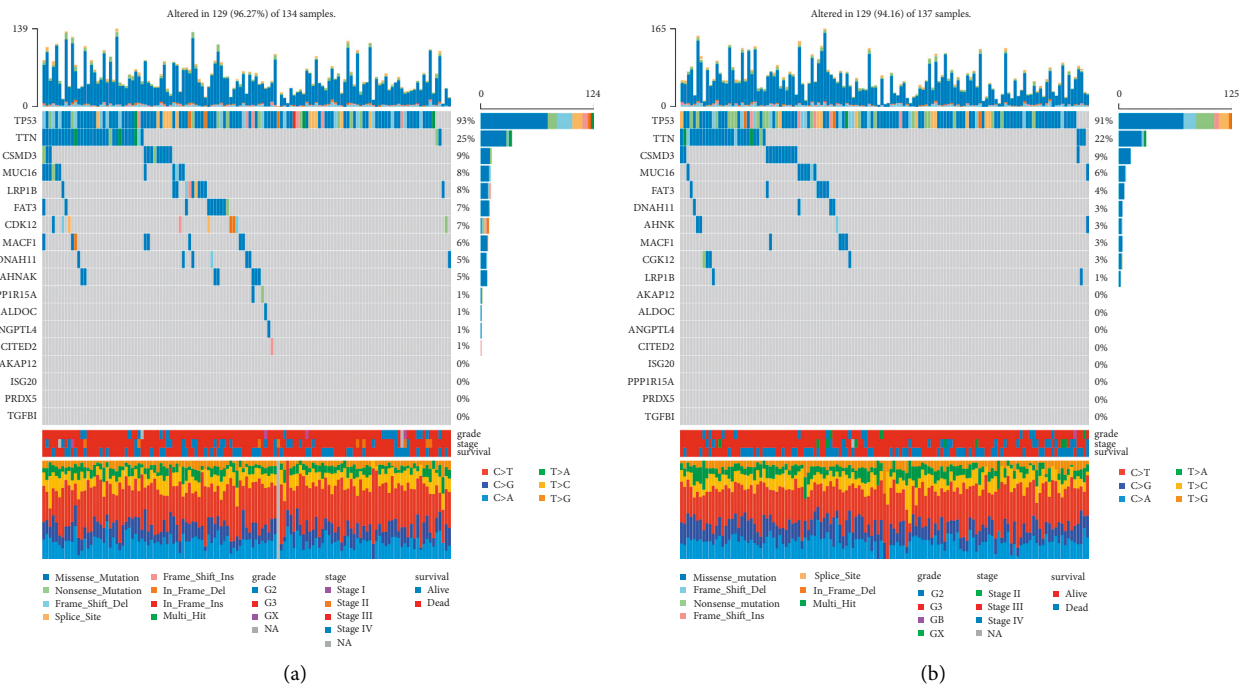 Altered in 129 (96.27%) of 134 samples.
139
0
0 124
TP53 93%
TTN 25%
CSMD3 9%
MUC16 8%
LRP1B 8%
FAT3 7%
CDK12 7%
MACF1 6%
DNAH11 5%
AHNAK 5%
PP1R15A 1%
ALDOC 1%
NGPTL4 1%
CITED2 1%
AKAP12 0%
ISG20 0%
PRDX5 0%
TGFBI 0%
grade
stage
survival
C>T T>A
C>G T>C
C>A T>G
Missense_Mutation
Nonsense_Mutation
Frame_Shift_Del
Splice_Site
Frame_Shift_Ins
In_Frame_Del
In_Frame_Ins
Multi_Hit
grade
G2
G3
GX
NA
stage
Stage I
Stage II
Stage III
Stage IV
NA
survival
Alive
Dead
(a)
Altered in 129 (94.16) of 137 samples.
165
0
0 125
TP53 91%
TTN 22%
CSMD3 9%
MUC16 6%
FAT3 4%
DNAH11 3%
AHNK 3%
MACF1 3%
CGK12 3%
LRP1B 1%
AKAP12 0%
ALDOC 0%
ANGPTL4 0%
CITED2 0%
ISG20 0%
PPP1R15A 0%
PRDX5 0%
TGFBI 0%
grade
stage
survival
C>T T>A
C>G T>C
C>A T>G
Missense_mutation
Frame_Shift_Del
Nonsense_mutation
Frame_Shift_Ins
Splice_Site
In_Frame_Del
Multi_Hit
grade
G2
G3
GB
GX
stage
Stage II
Stage III
Stage IV
NA
survival
Alive
Dead
(b)